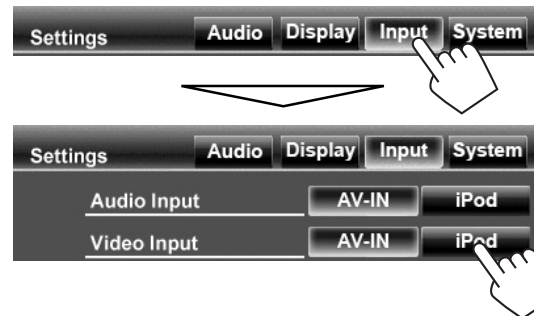 Settings Audio Display Input System
Settings Audio Display Input System
Audio Input AV-IN iPod
Video Input AV-IN iPod